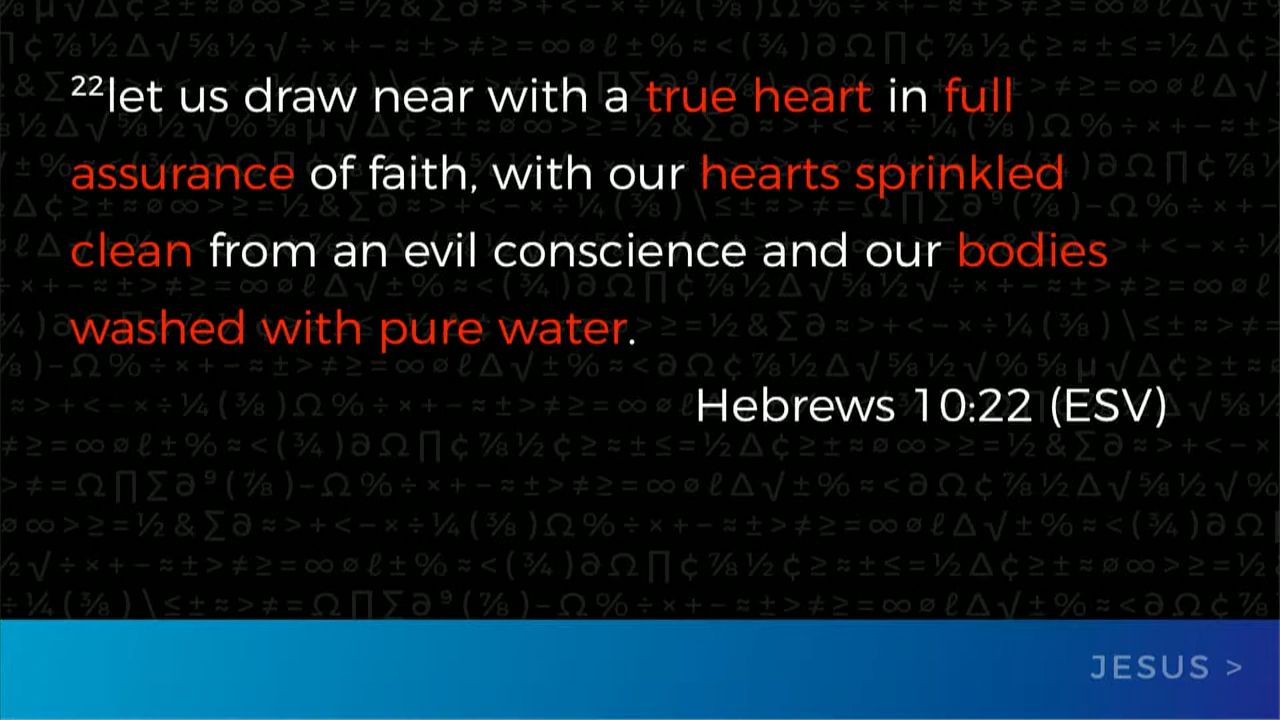 ²²let us draw near with a true heart in full
assurance of faith, with our hearts sprinkled
clean from an evil conscience and our bodies
washed with pure water.
Hebrews 10:22 (ESV)
JESUS >